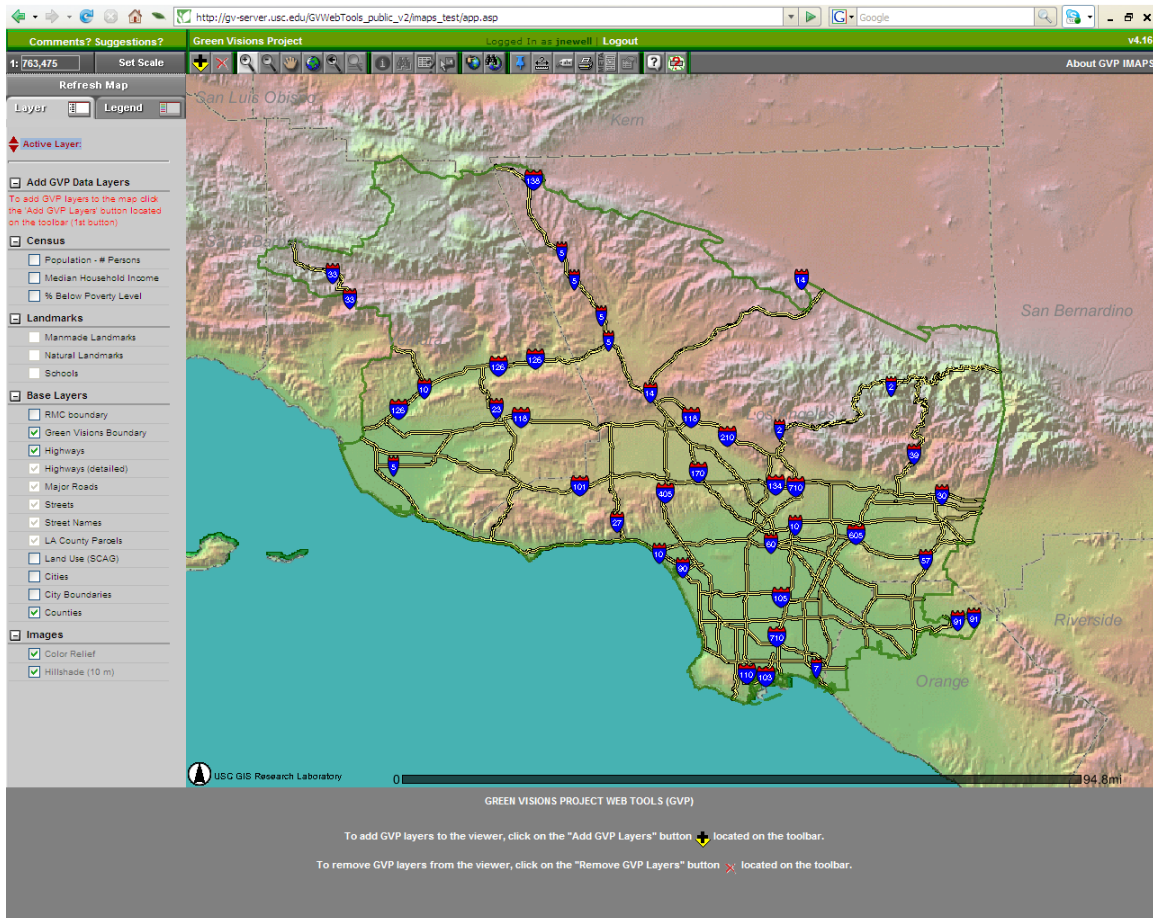 http://gv-server.usc.edu/GVWebTools_public_v2/imaps_test/app.asp
Google
Comments? Suggestions?
Green Visions Project
Logged In as jnewell | Logout
v4.16
1: 763,475
Set Scale
About GVP IMAPS
Refresh Map
Layer
Legend
Active Layer:
Add GVP Data Layers
To add GVP layers to the map click
the 'Add GVP Layers' button located
on the toolbar (1st button)
Census
Population - # Persons
Median Household Income
% Below Poverty Level
Landmarks
Manmade Landmarks
Natural Landmarks
Schools
Base Layers
RMC boundary
Green Visions Boundary
Highways
Highways (detailed)
Major Roads
Streets
Street Names
LA County Parcels
Land Use (SCAG)
Cities
City Boundaries
Counties
Images
Color Relief
Hillshade (10 m)
San Luis Obispo
Kern
138
5
33
14
33
5
5
San Bernardino
5
126
126
2
10
14
126
23
118
118
2
210
39
5
170
101
134
710
405
30
27
10
605
10
60
57
90
105
91
91
Riverside
710
7
110
103
Orange
USC GIS Research Laboratory
0
94.8mi
GREEN VISIONS PROJECT WEB TOOLS (GVP)
To add GVP layers to the viewer, click on the "Add GVP Layers" button located on the toolbar.
To remove GVP layers from the viewer, click on the "Remove GVP Layers" button located on the toolbar.